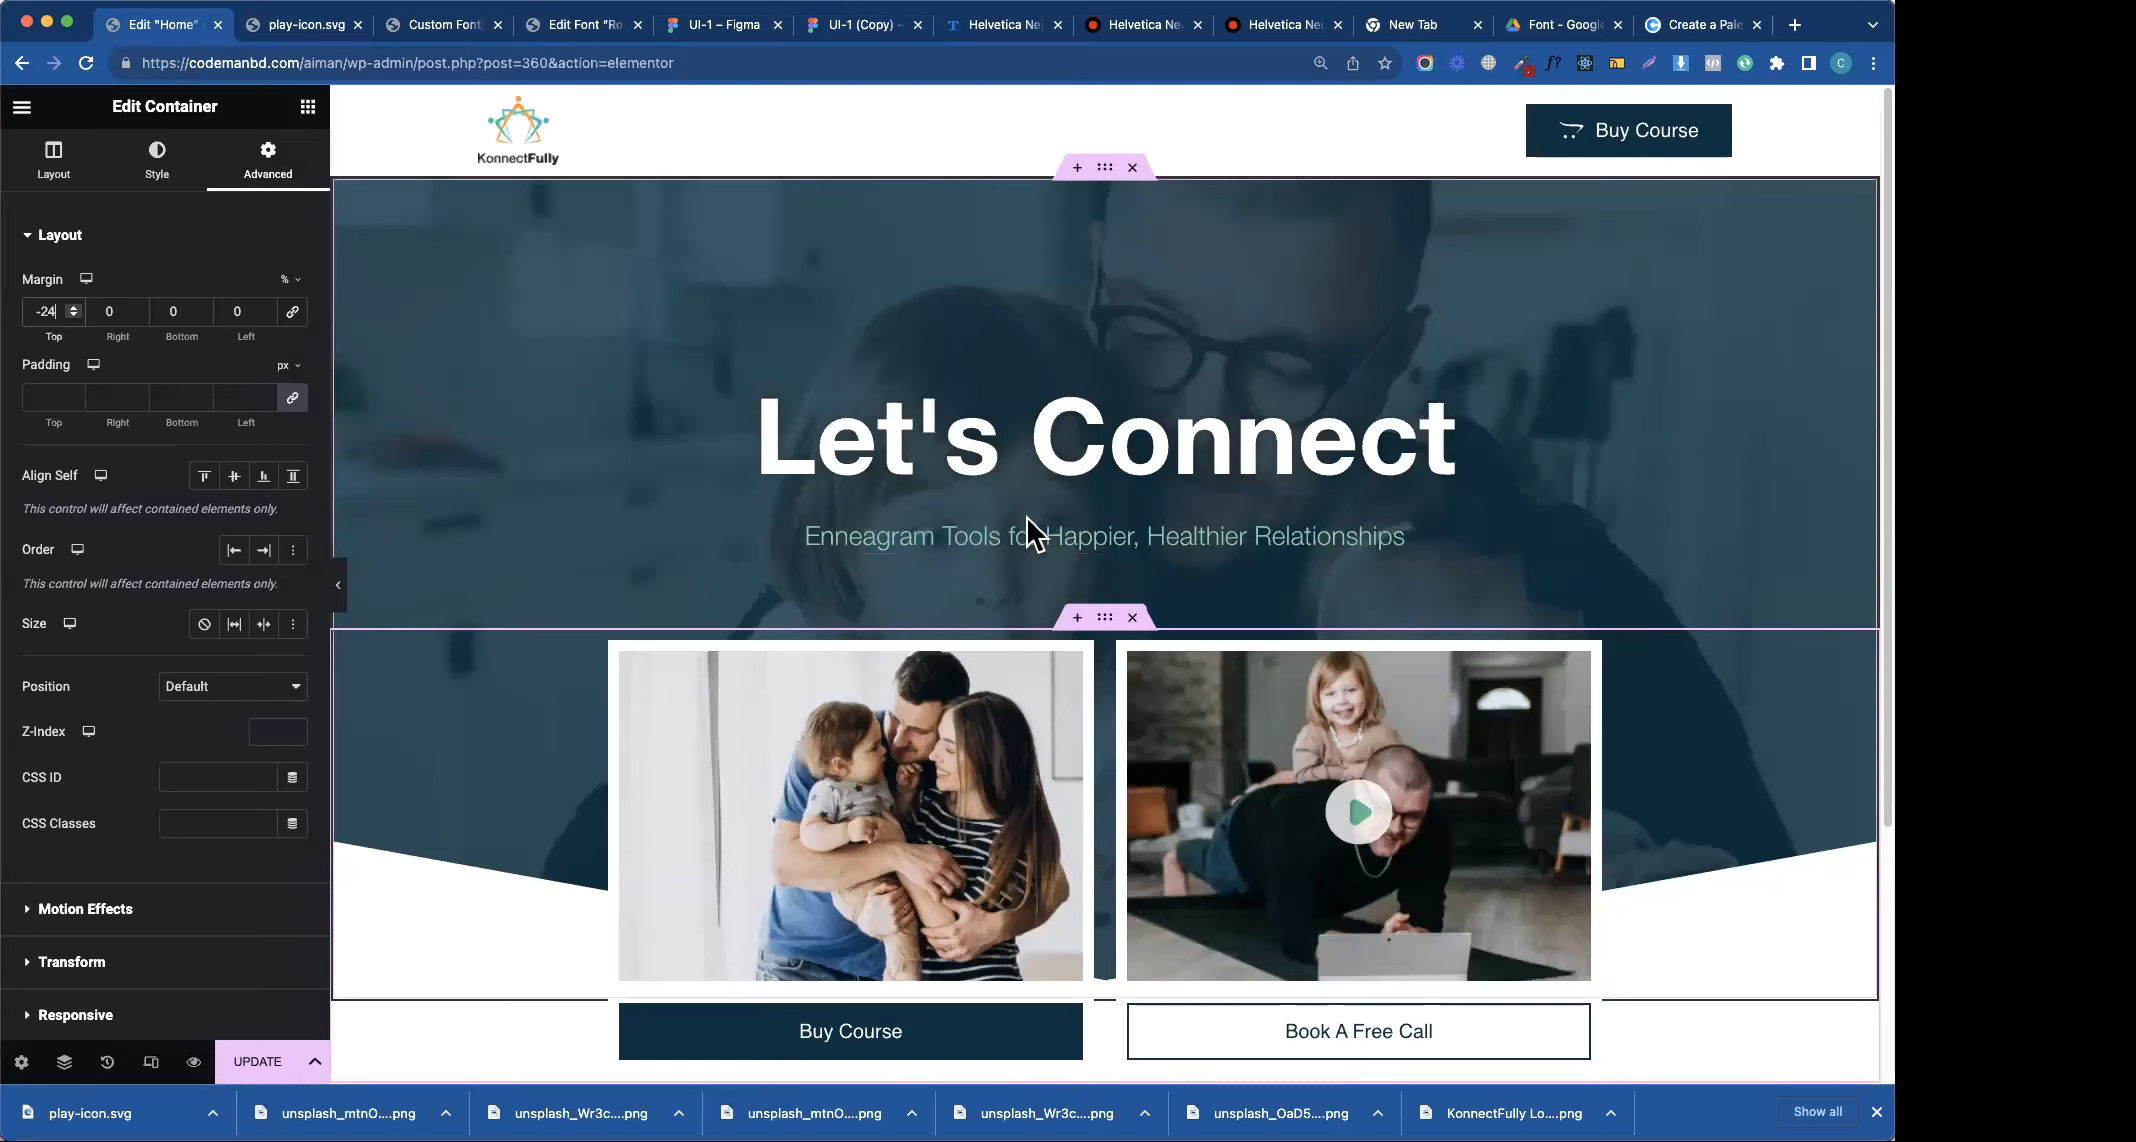 Edit "Home"
play-icon.svg
Custom Font
Edit Font "Ro
UI-1 – Figma
UI-1 (Copy) –
Helvetica Ne
Helvetica Ne
Helvetica Neu
New Tab
Font - Google
Create a Pale
https://codemanbd.com/aiman/wp-admin/post.php?post=360&action=elementor
f?
C
Edit Container
Layout
Style
Advanced
Layout
Margin
%
-24
0
0
0
Top
Right
Bottom
Left
Padding
px
Top
Right
Bottom
Left
Align Self
This control will affect contained elements only.
Order
This control will affect contained elements only.
Size
Position
Default
Z-Index
CSS ID
CSS Classes
Motion Effects
Transform
Responsive
UPDATE
KonnectFully
Buy Course
Let's Connect
Enneagram Tools for Happier, Healthier Relationships
Buy Course
Book A Free Call
play-icon.svg
unsplash_mtnO....png
unsplash_Wr3c....png
unsplash_mtnO....png
unsplash_Wr3c....png
unsplash_OaD5....png
KonnectFully Lo....png
Show all